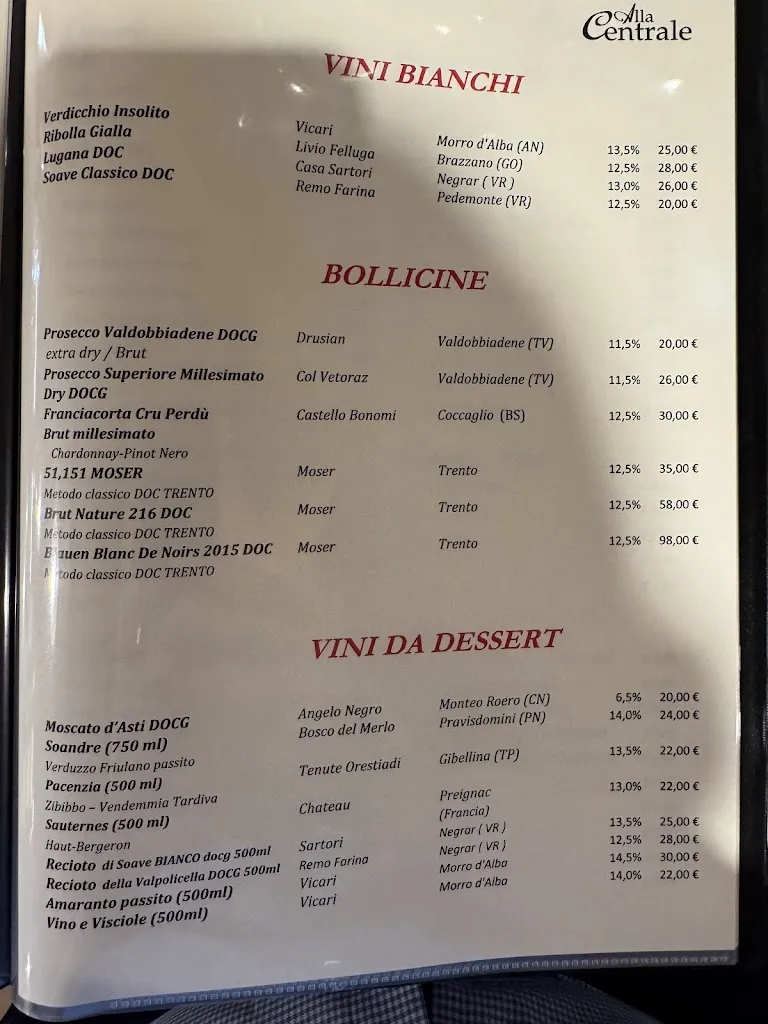 Alla
Centrale
VINI BIANCHI
Verdicchio Insolito Vicari Morro d'Alba (AN) 13,5% 25,00 €
Ribolla Gialla Livio Felluga Brazzano (GO) 12,5% 28,00 €
Lugana DOC Casa Sartori Negrar ( VR ) 13,0% 26,00 €
Soave Classico DOC Remo Farina Pedemonte (VR) 12,5% 20,00 €
BOLLICINE
Prosecco Valdobbiadene DOCG Drusian Valdobbiadene (TV) 11,5% 20,00 €
extra dry / Brut
Prosecco Superiore Millesimato Col Vetoraz Valdobbiadene (TV) 11,5% 26,00 €
Dry DOCG
Franciacorta Cru Perdù Castello Bonomi Coccaglio (BS) 12,5% 30,00 €
Brut millesimato
Chardonnay-Pinot Nero
51,151 MOSER Moser Trento 12,5% 35,00 €
Metodo classico DOC TRENTO
Brut Nature 216 DOC Moser Trento 12,5% 58,00 €
Metodo classico DOC TRENTO
Blauen Blanc De Noirs 2015 DOC Moser Trento 12,5% 98,00 €
Metodo classico DOC TRENTO
VINI DA DESSERT
Moscato d'Asti DOCG Angelo Negro Monteo Roero (CN) 6,5% 20,00 €
Soandre (750 ml) Bosco del Merlo Pravisdomini (PN) 14,0% 24,00 €
Verduzzo Friulano passito
Pacenzia (500 ml) Tenute Orestiadi Gibellina (TP) 13,5% 22,00 €
Zibibbo – Vendemmia Tardiva
Sauternes (500 ml) Chateau Preignac 13,0% 22,00 €
Haut-Bergeron (Francia)
Recioto di Soave BIANCO docg 500ml Sartori Negrar ( VR ) 13,5% 25,00 €
Recioto della Valpolicella DOCG 500ml Remo Farina Negrar ( VR ) 12,5% 28,00 €
Amaranto passito (500ml) Vicari Morro d'Alba 14,5% 30,00 €
Vino e Visciole (500ml) Vicari Morro d'Alba 14,0% 22,00 €